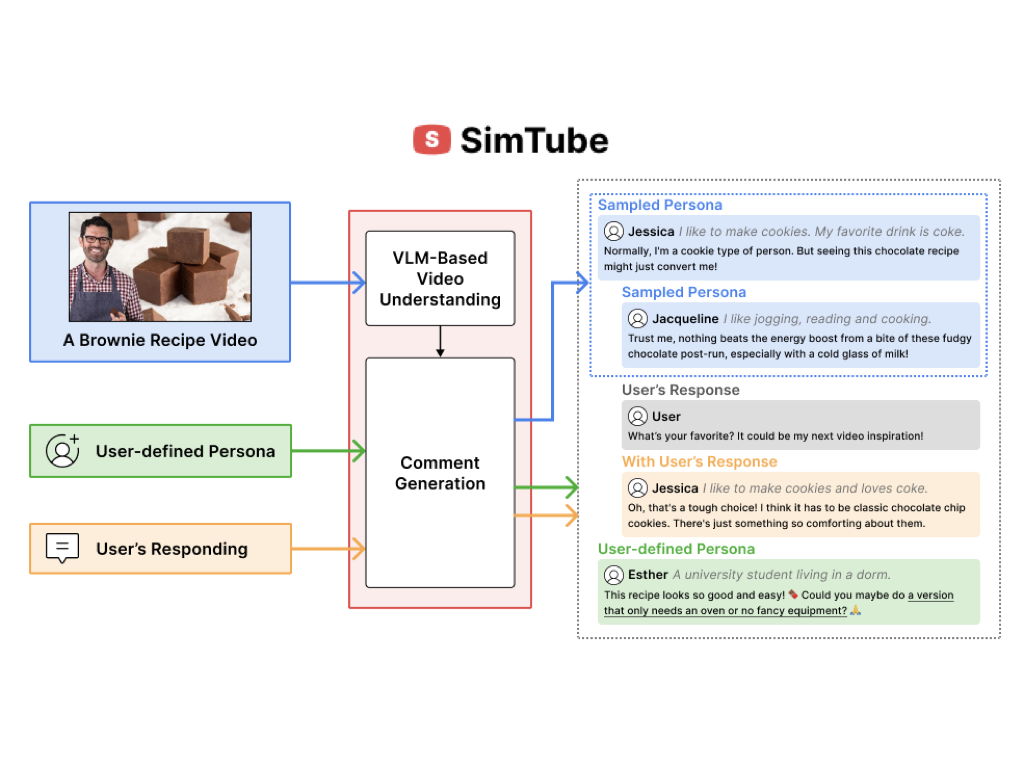 S SimTube
A Brownie Recipe Video
User-defined Persona
User's Responding
VLM-Based
Video
Understanding
Comment
Generation
Sampled Persona
Jessica I like to make cookies. My favorite drink is coke.
Normally, I'm a cookie type of person. But seeing this chocolate recipe
might just convert me!
Sampled Persona
Jacqueline I like jogging, reading and cooking.
Trust me, nothing beats the energy boost from a bite of these fudgy
chocolate post-run, especially with a cold glass of milk!
User's Response
User
What's your favorite? It could be my next video inspiration!
With User's Response
Jessica I like to make cookies and loves coke.
Oh, that's a tough choice! I think it has to be classic chocolate chip
cookies. There's just something so comforting about them.
User-defined Persona
Esther A university student living in a dorm.
This recipe looks so good and easy! 🍫 Could you maybe do a version
that only needs an oven or no fancy equipment? 🙏